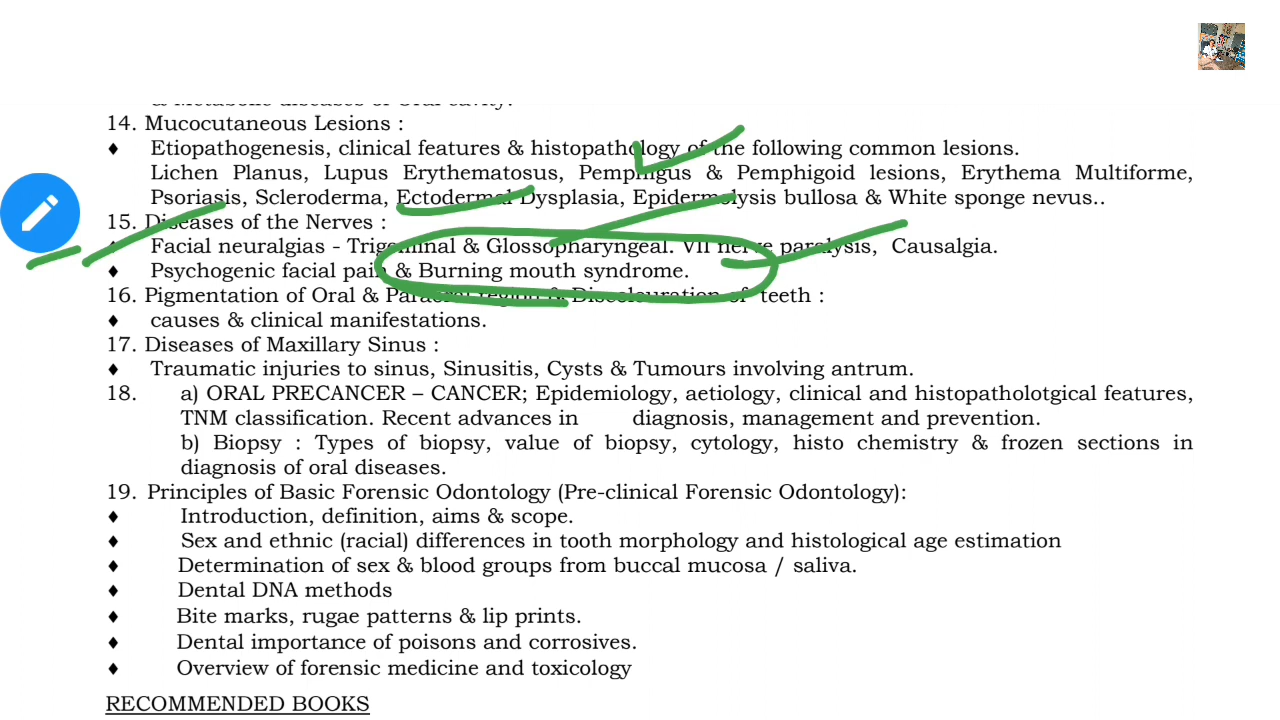 & Metabolic diseases of Oral cavity.
14. Mucocutaneous Lesions :
♦ Etiopathogenesis, clinical features & histopathology of the following common lesions.
Lichen Planus, Lupus Erythematosus, Pemphigus & Pemphigoid lesions, Erythema Multiforme,
Psoriasis, Scleroderma, Ectodermal Dysplasia, Epidermolysis bullosa & White sponge nevus..
15. Diseases of the Nerves :
♦ Facial neuralgias - Trigeminal & Glossopharyngeal. VII nerve paralysis, Causalgia.
♦ Psychogenic facial pain & Burning mouth syndrome.
16. Pigmentation of Oral & Paraoral region & Discolouration of teeth :
♦ causes & clinical manifestations.
17. Diseases of Maxillary Sinus :
♦ Traumatic injuries to sinus, Sinusitis, Cysts & Tumours involving antrum.
18. a) ORAL PRECANCER – CANCER; Epidemiology, aetiology, clinical and histopatholotgical features,
TNM classification. Recent advances in diagnosis, management and prevention.
b) Biopsy : Types of biopsy, value of biopsy, cytology, histo chemistry & frozen sections in
diagnosis of oral diseases.
19. Principles of Basic Forensic Odontology (Pre-clinical Forensic Odontology):
♦ Introduction, definition, aims & scope.
♦ Sex and ethnic (racial) differences in tooth morphology and histological age estimation
♦ Determination of sex & blood groups from buccal mucosa / saliva.
♦ Dental DNA methods
♦ Bite marks, rugae patterns & lip prints.
♦ Dental importance of poisons and corrosives.
♦ Overview of forensic medicine and toxicology
RECOMMENDED BOOKS